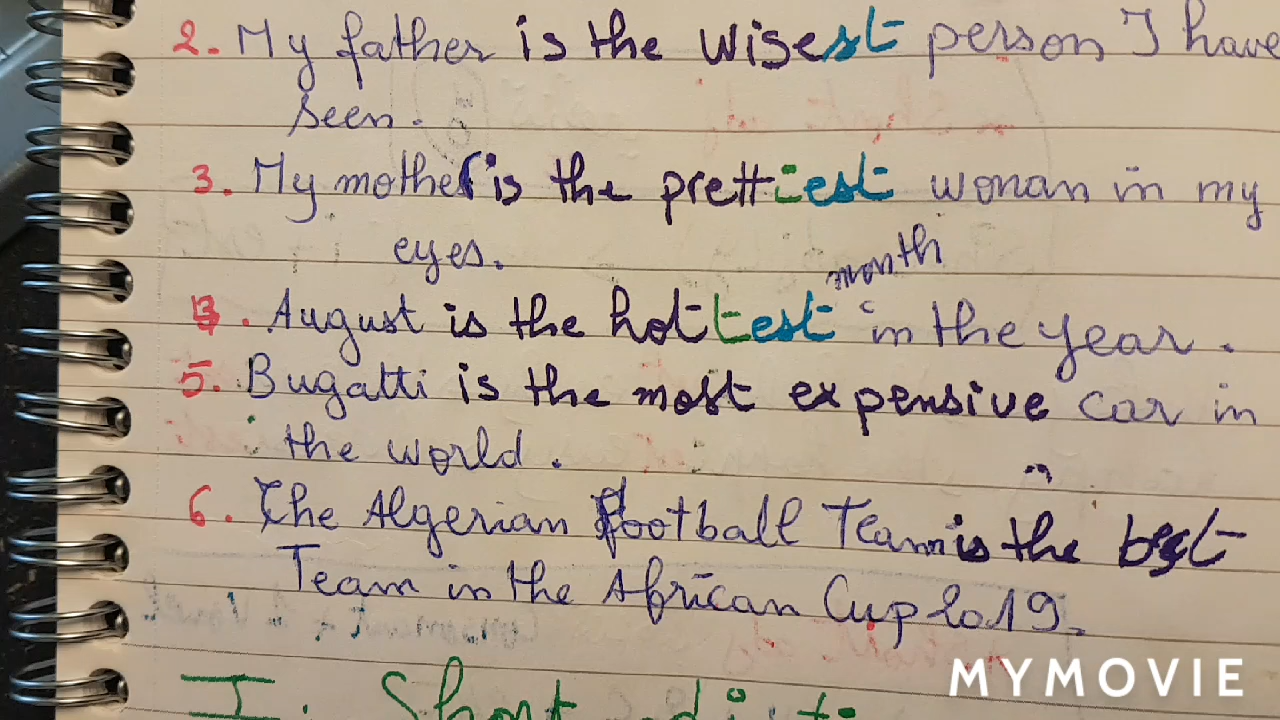 2. My father is the wisest person I have
seen.
3. My mother is the prettiest woman in my
eyes.
month
4. August is the hottest in the year.
5. Bugatti is the most expensive car in
the world.
6. The Algerian football Team is the best
Team in the African Cup 2019.
I. Short
MYMOVIE